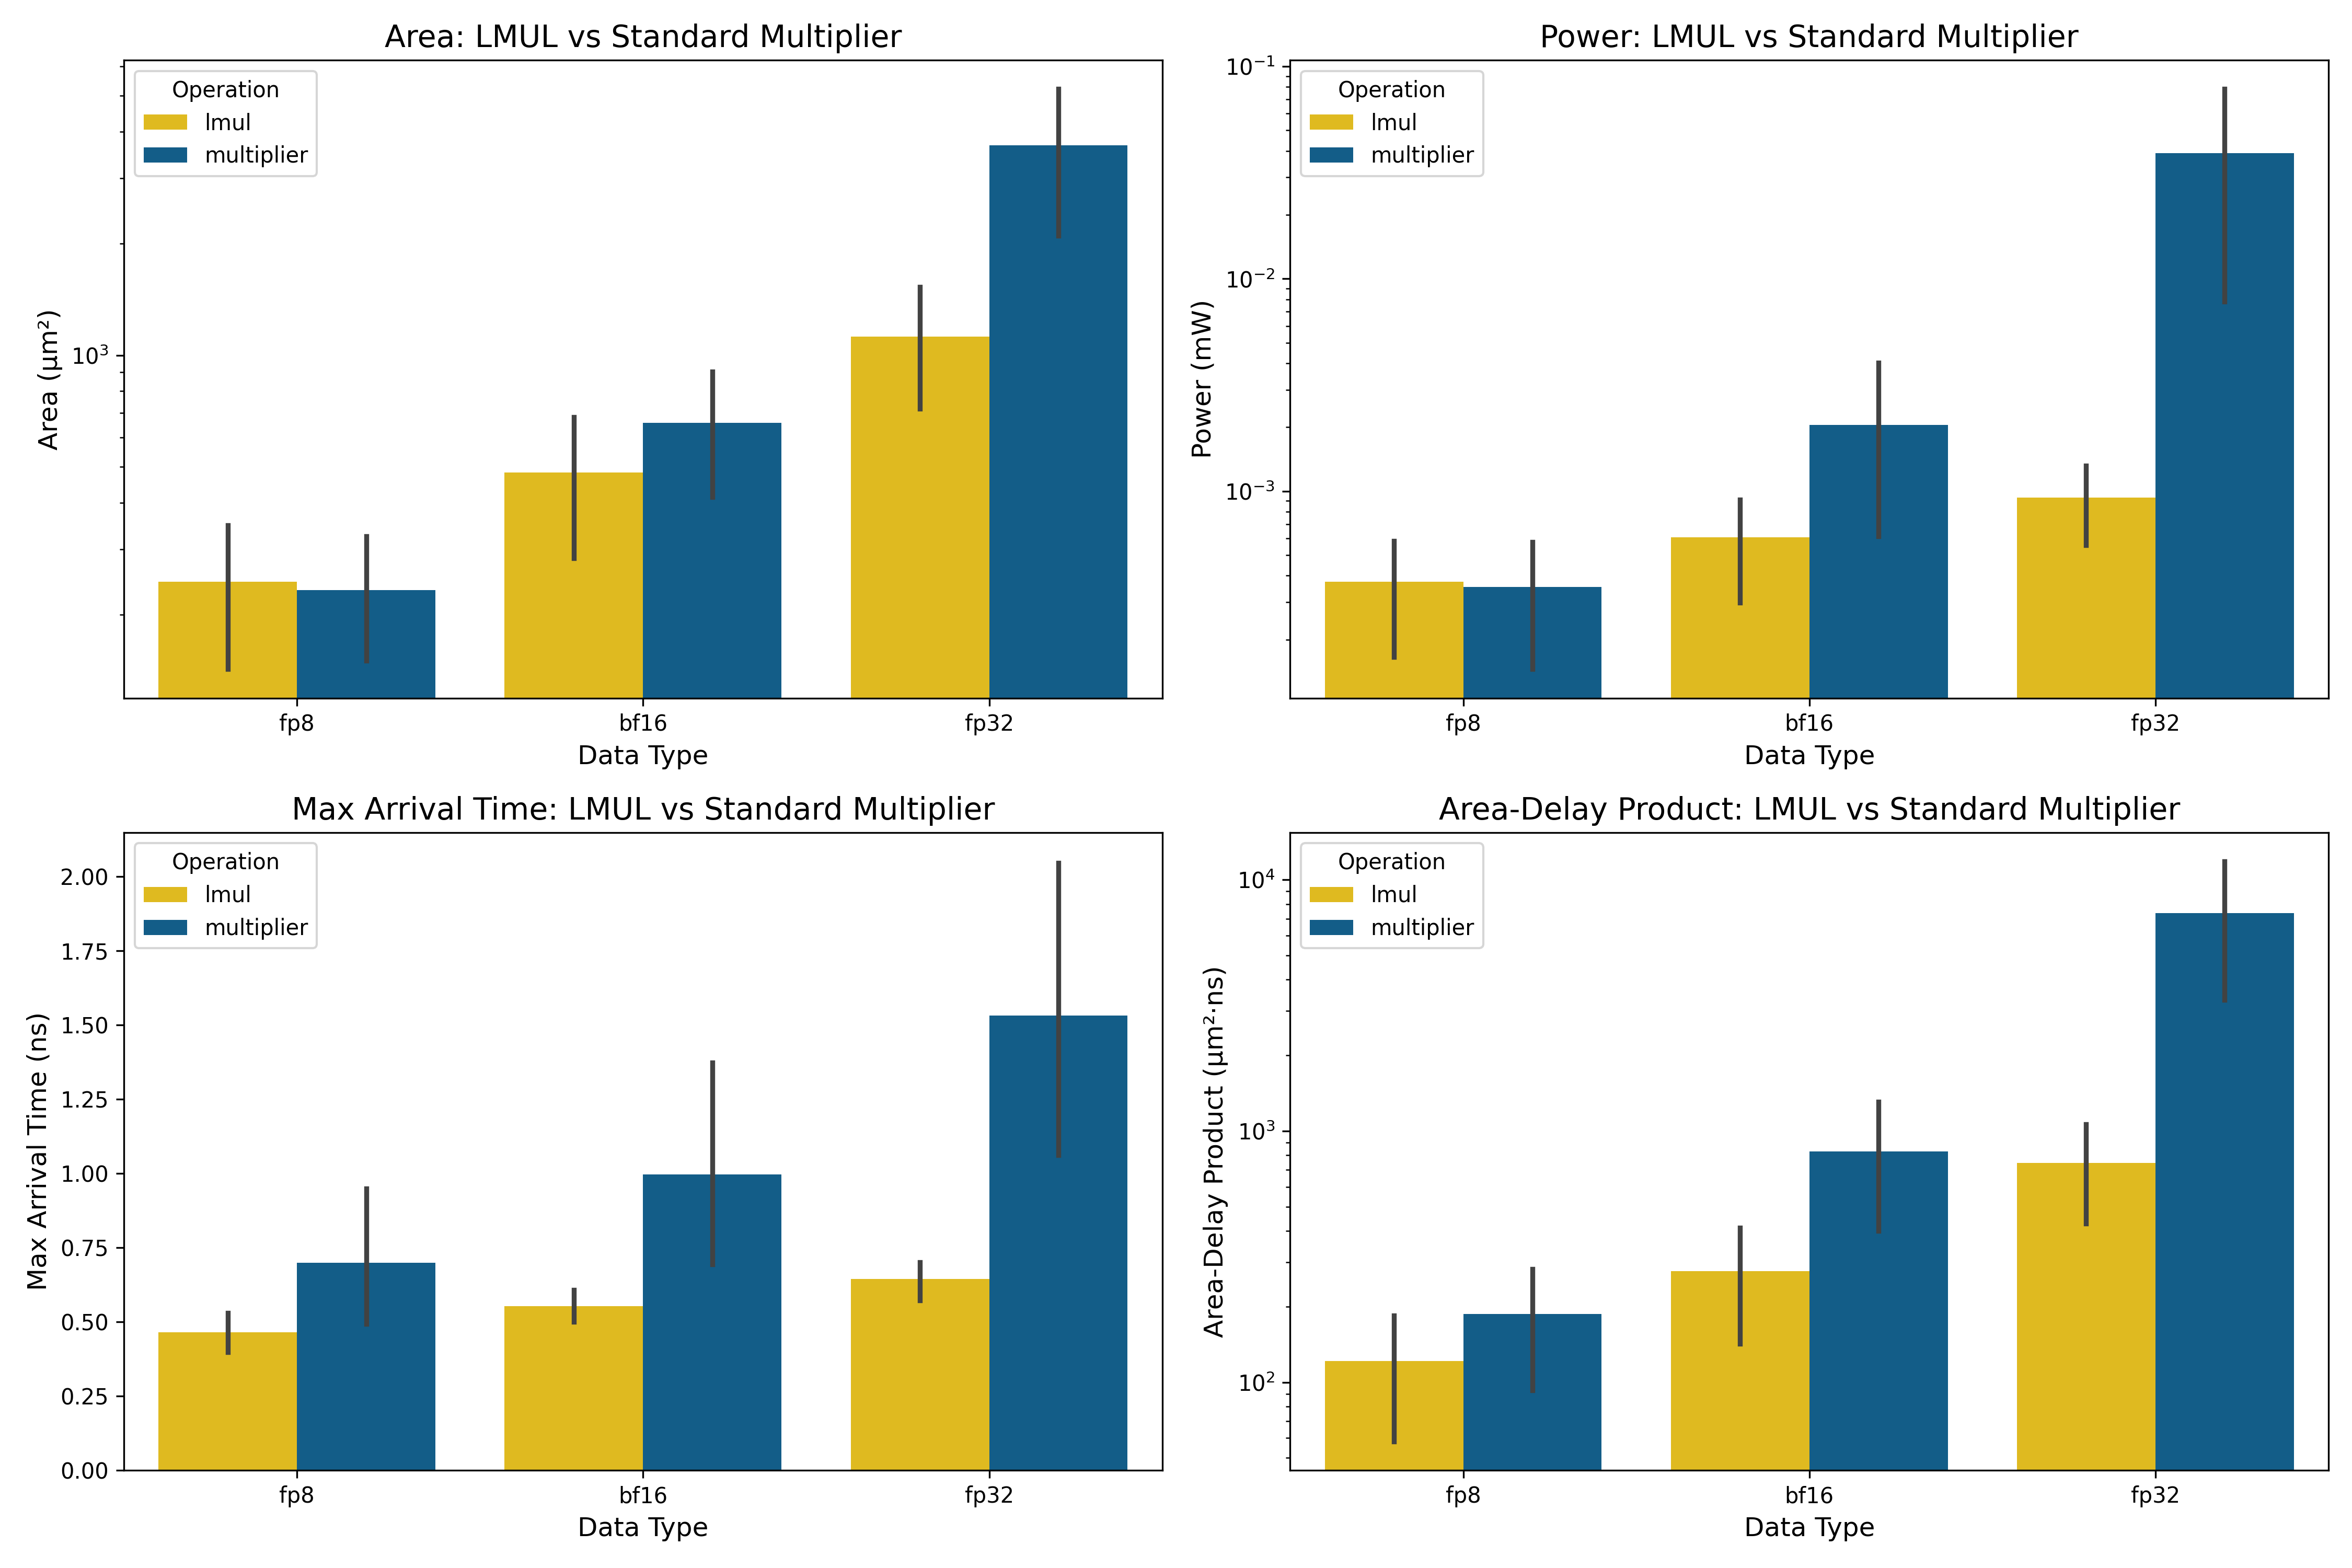 Area: LMUL vs Standard Multiplier
Operation
lmul
multiplier
Area (µm²)
10³
fp8
bf16
fp32
Data Type
Power: LMUL vs Standard Multiplier
Operation
lmul
multiplier
Power (mW)
10⁻¹
10⁻²
10⁻³
fp8
bf16
fp32
Data Type
Max Arrival Time: LMUL vs Standard Multiplier
Operation
lmul
multiplier
Max Arrival Time (ns)
2.00
1.75
1.50
1.25
1.00
0.75
0.50
0.25
0.00
fp8
bf16
fp32
Data Type
Area-Delay Product: LMUL vs Standard Multiplier
Operation
lmul
multiplier
Area-Delay Product (µm²·ns)
10⁴
10³
10²
fp8
bf16
fp32
Data Type